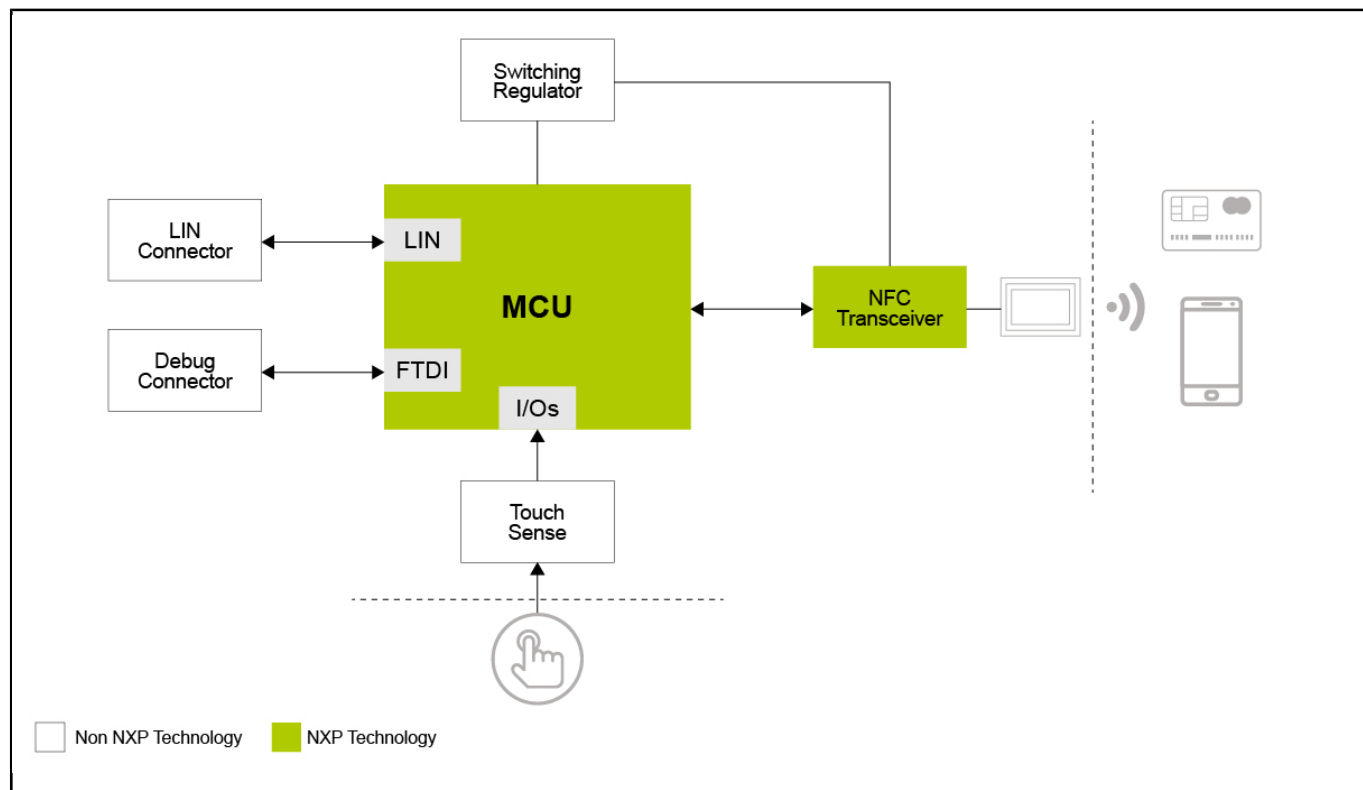 Switching
Regulator
LIN
Connector
LIN
MCU
NFC
Transceiver
Debug
Connector
FTDI
I/Os
Touch
Sense
Non NXP Technology
NXP Technology